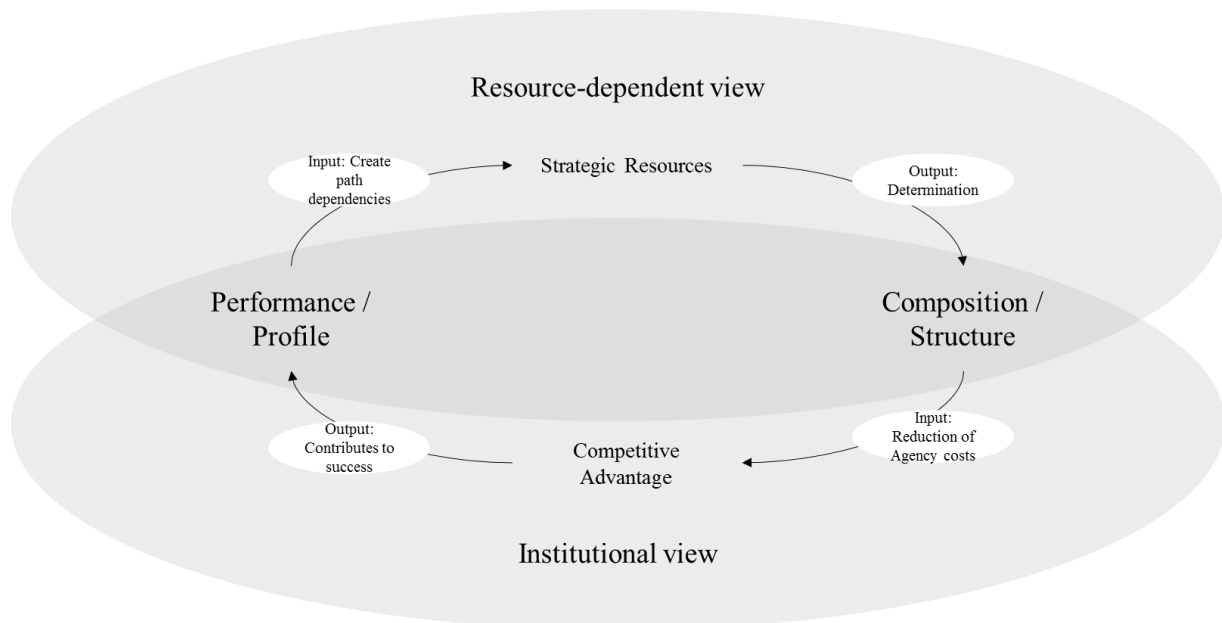 Resource-dependent view
Input: Create
path
dependencies
Strategic Resources
Output:
Determination
Performance /
Profile
Composition /
Structure
Output:
Contributes to
success
Competitive
Advantage
Input:
Reduction of
Agency costs
Institutional view